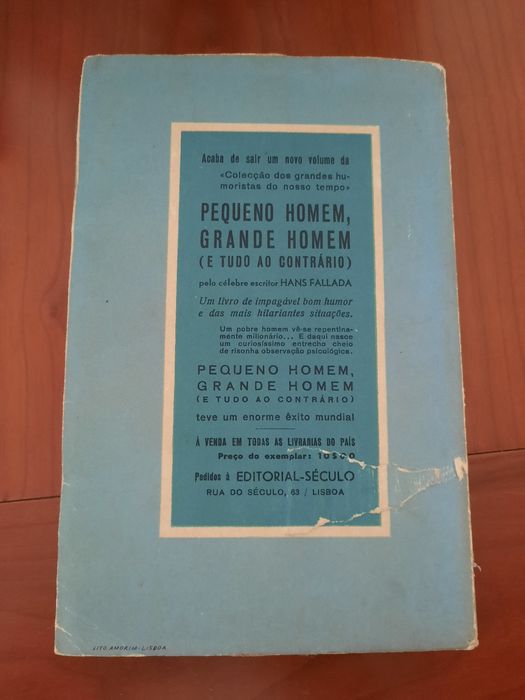 Acaba de sair um novo volume da
«Colecção dos grandes hu-
moristas do nosso tempo»
PEQUENO HOMEM,
GRANDE HOMEM
(E TUDO AO CONTRÁRIO)
pelo célebre escritor HANS FALLADA
Um livro de impagável bom humor
e das mais hilariantes situações.
Um pobre homem vê-se repentina-
mente milionário... E daqui nasce
um curiosíssimo entrecho cheio
de risonha observação psicológica.
PEQUENO HOMEM,
GRANDE HOMEM
(E TUDO AO CONTRÁRIO)
teve um enorme êxito mundial
À VENDA EM TODAS AS LIVRARIAS DO PAÍS
Preço do exemplar: 10$00
Pedidos à EDITORIAL-SÉCULO
RUA DO SÉCULO, 63 / LISBOA
LITO. AMORIM-LISBOA